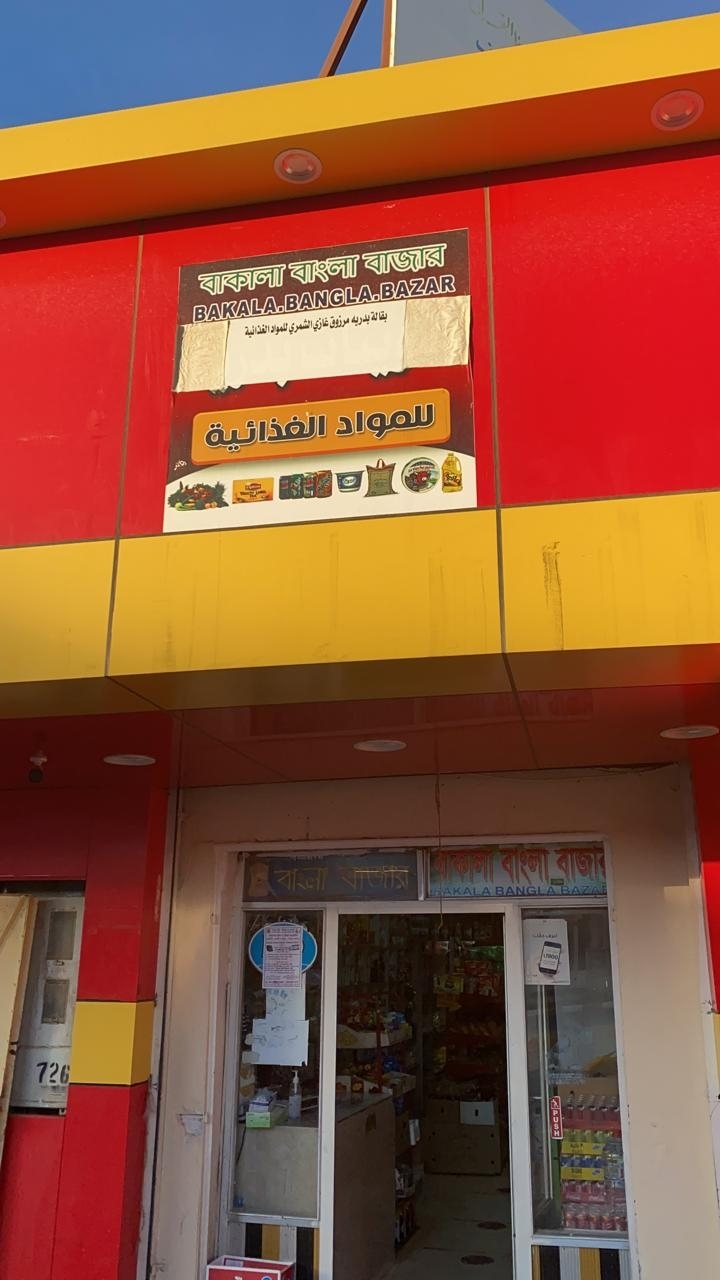 বাকালা বাংলা বাজার
BAKALA.BANGLA.BAZAR
بقالة بدريه مرزوق غازي الشمري للمواد الغذائية
للمواد الغذائية
বাংলা বাজার
বাকালা বাংলা বাজার
BAKALA BANGLA BAZAR
726
PUSH